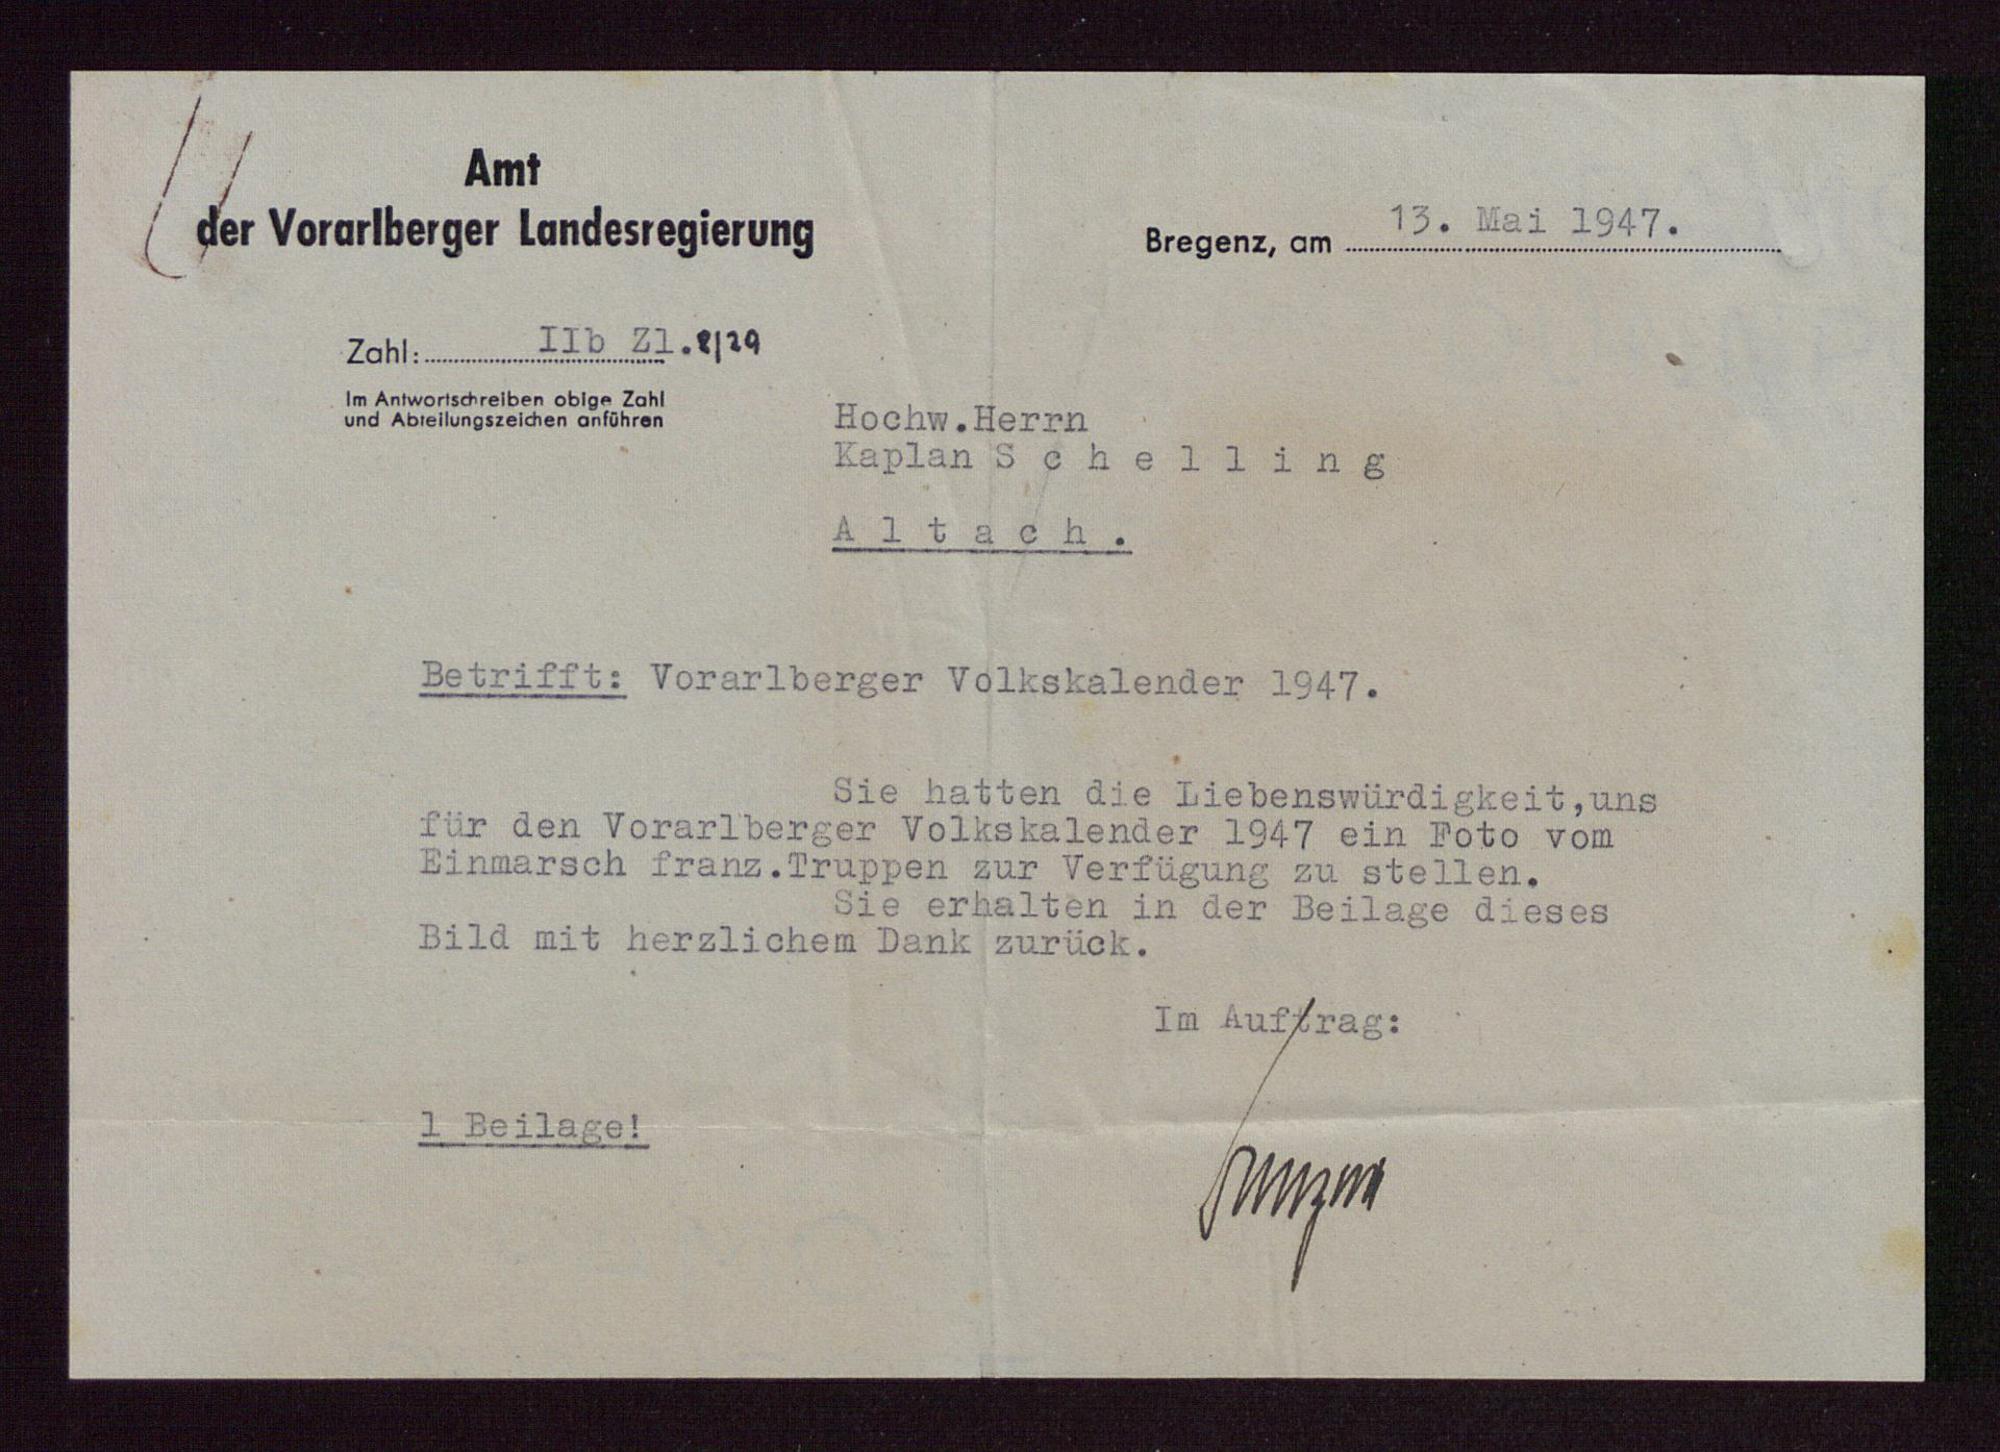 Amt
der Vorarlberger Landesregierung
Bregenz, am 13. Mai 1947.
Zahl: IIb Zl. 8/29
Im Antwortschreiben obige Zahl
und Abteilungszeichen anführen
Hochw.Herrn
Kaplan S c h e l l i n g
A l t a c h .
Betrifft: Vorarlberger Volkskalender 1947.
Sie hatten die Liebenswürdigkeit,uns
für den Vorarlberger Volkskalender 1947 ein Foto vom
Einmarsch franz.Truppen zur Verfügung zu stellen.
Sie erhalten in der Beilage dieses
Bild mit herzlichem Dank zurück.
Im Auftrag:
1 Beilage!